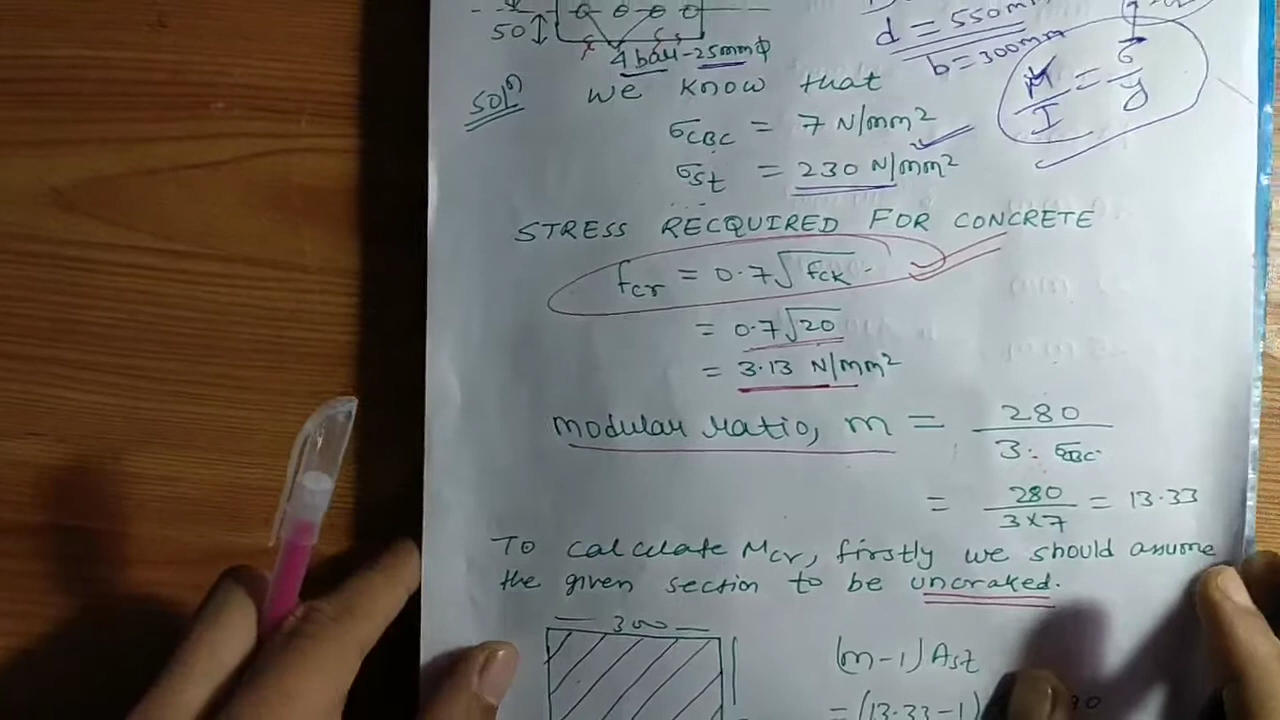 50
4 bars-25mmϕ
d = 550mm
b = 300mm
M/I = σ/y
Solⁿ) We know that
σCBC = 7 N/mm²
σst = 230 N/mm²
STRESS RECQUIRED FOR CONCRETE
fcr = 0.7√fck.
= 0.7√20
= 3.13 N/mm²
modular ratio, m = 280 / 3. σCBC
= 280 / 3×7 = 13.33
To calculate Mcr, firstly we should assume
the given section to be uncraked.
300
(m-1) Ast
= (13.33-1)